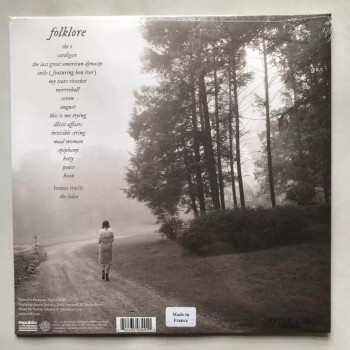 folklore
the 1
cardigan
the last great american dynasty
exile ( featuring bon iver)
my tears ricochet
mirrorball
seven
august
this is me trying
illicit affairs
invisible string
mad woman
epiphany
betty
peace
hoax
bonus track:
the lakes
republic
Made in
France